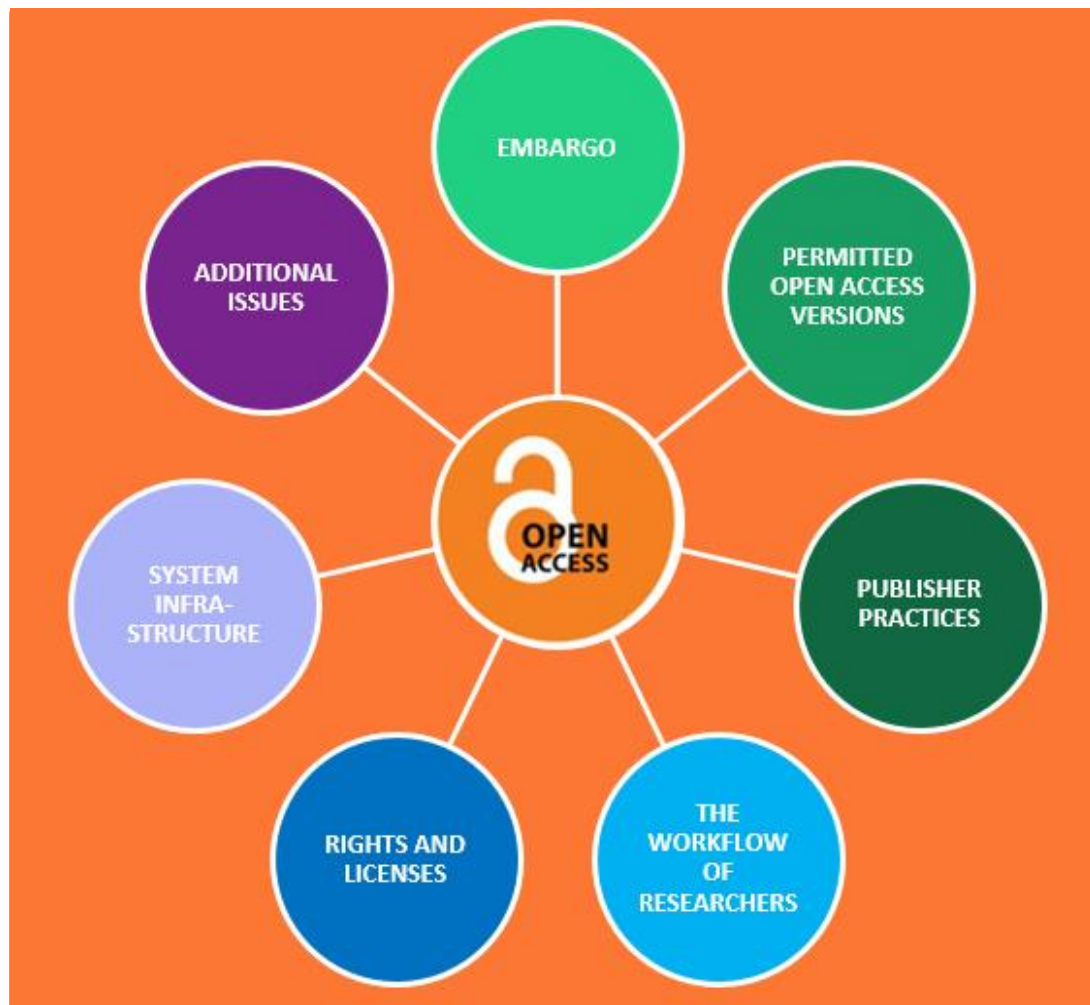 EMBARGO
PERMITTED
OPEN ACCESS
VERSIONS
PUBLISHER
PRACTICES
THE
WORKFLOW
OF
RESEARCHERS
RIGHTS AND
LICENSES
SYSTEM
INFRA-
STRUCTURE
ADDITIONAL
ISSUES
OPEN
ACCESS